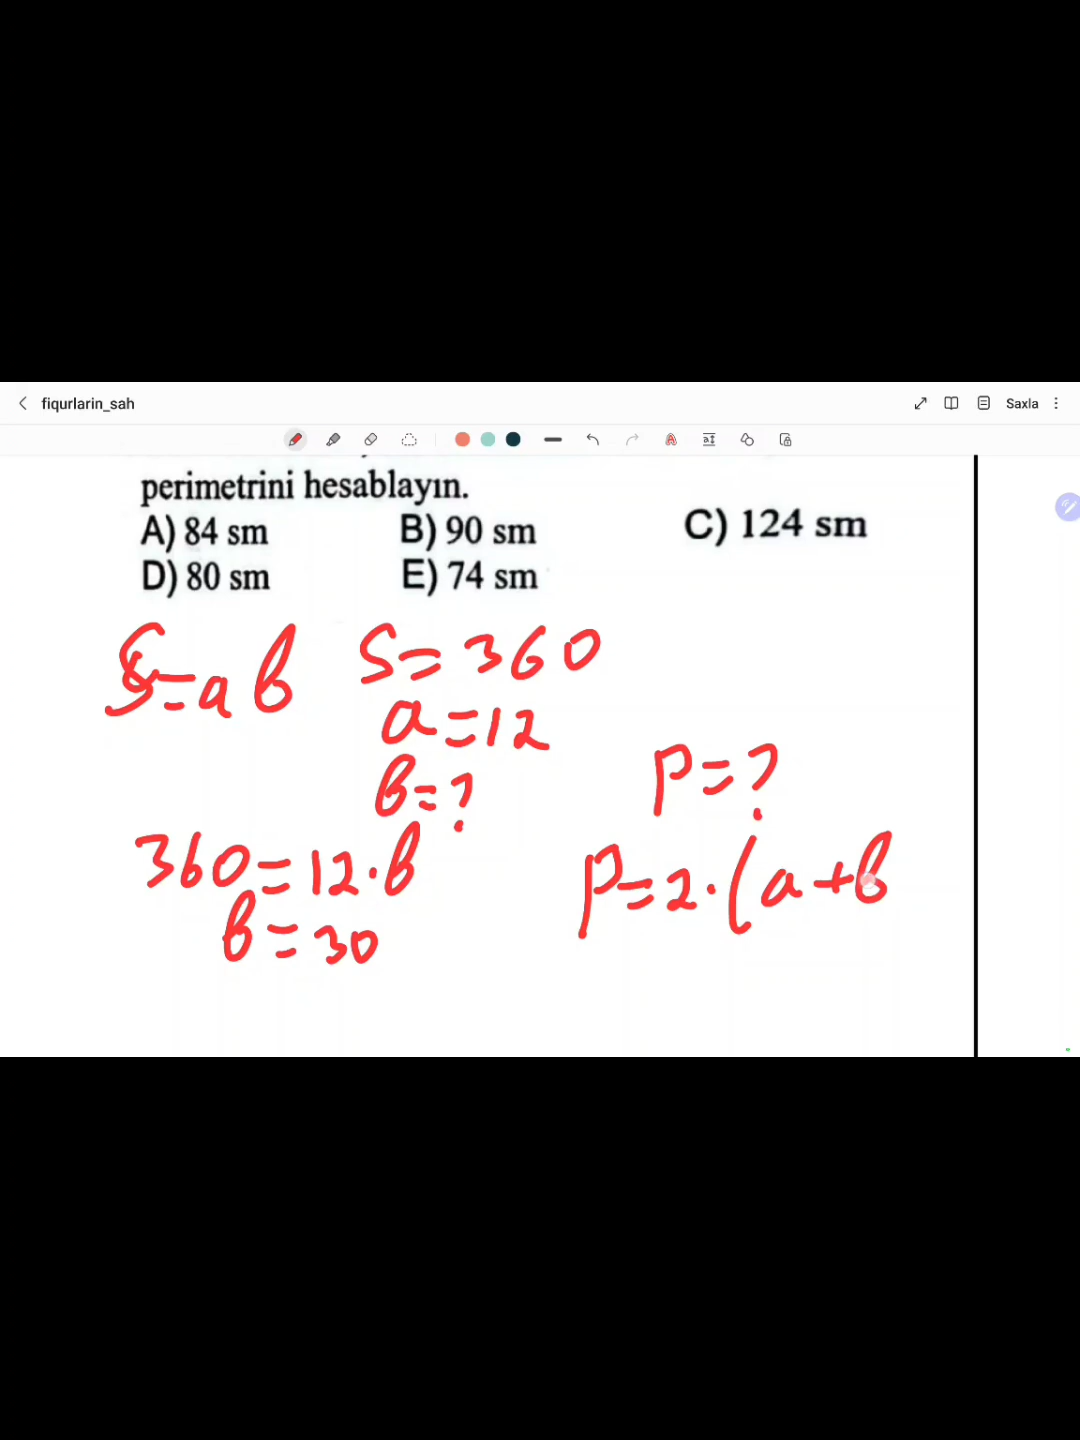 fiqurlarin_sah
Saxla
perimetrini hesablayın.
A) 84 sm B) 90 sm C) 124 sm
D) 80 sm E) 74 sm
S=ab S=360
a=12
b=? P=?
360=12·b P=2·(a+b
b=30